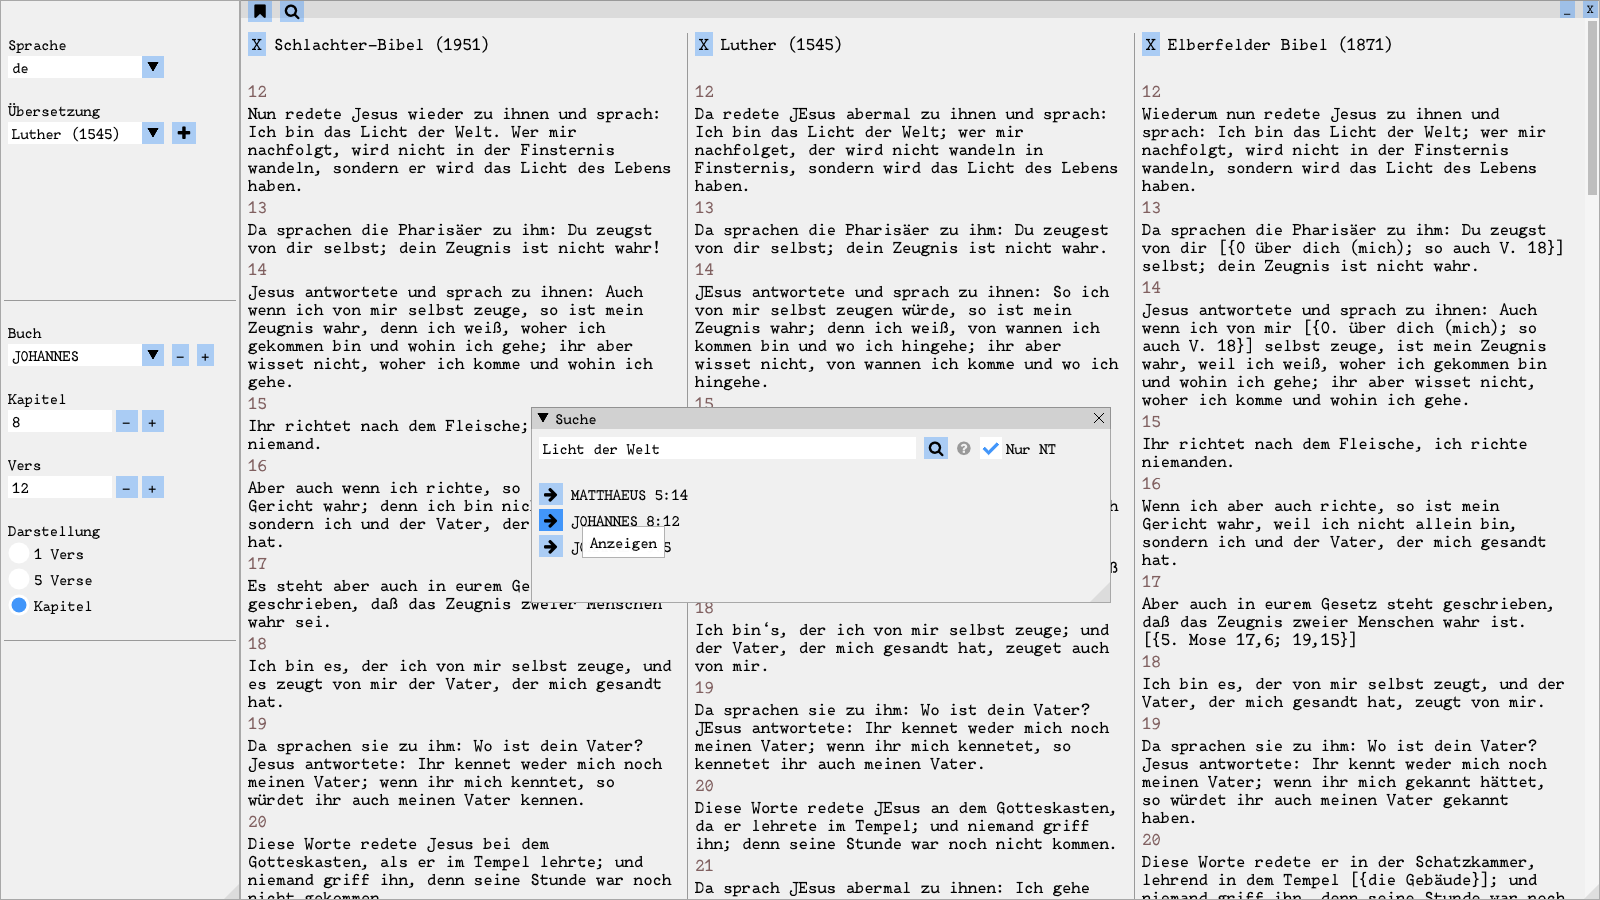 _ X
Sprache
de
Übersetzung
Luther (1545)
Buch
JOHANNES
- +
Kapitel
8
- +
Vers
12
- +
Darstellung
1 Vers
5 Verse
Kapitel
X Schlachter-Bibel (1951)
12
Nun redete Jesus wieder zu ihnen und sprach:
Ich bin das Licht der Welt. Wer mir
nachfolgt, wird nicht in der Finsternis
wandeln, sondern er wird das Licht des Lebens
haben.
13
Da sprachen die Pharisäer zu ihm: Du zeugst
von dir selbst; dein Zeugnis ist nicht wahr!
14
Jesus antwortete und sprach zu ihnen: Auch
wenn ich von mir selbst zeuge, so ist mein
Zeugnis wahr, denn ich weiß, woher ich
gekommen bin und wohin ich gehe; ihr aber
wisset nicht, woher ich komme und wohin ich
gehe.
15
Ihr richtet nach dem Fleische;
niemand.
16
Aber auch wenn ich richte, so
Gericht wahr; denn ich bin nic
sondern ich und der Vater, der
hat.
17
Es steht aber auch in eurem Ge
geschrieben, daß das Zeugnis zweier Menschen
wahr sei.
18
Ich bin es, der ich von mir selbst zeuge, und
es zeugt von mir der Vater, der mich gesandt
hat.
19
Da sprachen sie zu ihm: Wo ist dein Vater?
Jesus antwortete: Ihr kennet weder mich noch
meinen Vater; wenn ihr mich kenntet, so
würdet ihr auch meinen Vater kennen.
20
Diese Worte redete Jesus bei dem
Gotteskasten, als er im Tempel lehrte; und
niemand griff ihn, denn seine Stunde war noch
nicht gekommen.
X Luther (1545)
12
Da redete JEsus abermal zu ihnen und sprach:
Ich bin das Licht der Welt; wer mir
nachfolget, der wird nicht wandeln in
Finsternis, sondern wird das Licht des Lebens
haben.
13
Da sprachen die Pharisäer zu ihm: Du zeugest
von dir selbst; dein Zeugnis ist nicht wahr.
14
JEsus antwortete und sprach zu ihnen: So ich
von mir selbst zeugen würde, so ist mein
Zeugnis wahr; denn ich weiß, von wannen ich
kommen bin und wo ich hingehe; ihr aber
wisset nicht, von wannen ich komme und wo ich
hingehe.
15
h
ß
18
Ich bin‘s, der ich von mir selbst zeuge; und
der Vater, der mich gesandt hat, zeuget auch
von mir.
19
Da sprachen sie zu ihm: Wo ist dein Vater?
JEsus antwortete: Ihr kennet weder mich noch
meinen Vater; wenn ihr mich kennetet, so
kennetet ihr auch meinen Vater.
20
Diese Worte redete JEsus an dem Gotteskasten,
da er lehrete im Tempel; und niemand griff
ihn; denn seine Stunde war noch nicht kommen.
21
Da sprach JEsus abermal zu ihnen: Ich gehe
X Elberfelder Bibel (1871)
12
Wiederum nun redete Jesus zu ihnen und
sprach: Ich bin das Licht der Welt; wer mir
nachfolgt, wird nicht in der Finsternis
wandeln, sondern wird das Licht des Lebens
haben.
13
Da sprachen die Pharisäer zu ihm: Du zeugst
von dir [{0 über dich (mich); so auch V. 18}]
selbst; dein Zeugnis ist nicht wahr.
14
Jesus antwortete und sprach zu ihnen: Auch
wenn ich von mir [{0. über dich (mich); so
auch V. 18}] selbst zeuge, ist mein Zeugnis
wahr, weil ich weiß, woher ich gekommen bin
und wohin ich gehe; ihr aber wisset nicht,
woher ich komme und wohin ich gehe.
15
Ihr richtet nach dem Fleische, ich richte
niemanden.
16
Wenn ich aber auch richte, so ist mein
Gericht wahr, weil ich nicht allein bin,
sondern ich und der Vater, der mich gesandt
hat.
17
Aber auch in eurem Gesetz steht geschrieben,
daß das Zeugnis zweier Menschen wahr ist.
[{5. Mose 17,6; 19,15}]
18
Ich bin es, der von mir selbst zeugt, und der
Vater, der mich gesandt hat, zeugt von mir.
19
Da sprachen sie zu ihm: Wo ist dein Vater?
Jesus antwortete: Ihr kennt weder mich noch
meinen Vater; wenn ihr mich gekannt hättet,
so würdet ihr auch meinen Vater gekannt
haben.
20
Diese Worte redete er in der Schatzkammer,
lehrend in dem Tempel [{die Gebäude}]; und
niemand griff ihn, denn seine Stunde war noch
Suche
Licht der Welt
? Nur NT
MATTHAEUS 5:14
JOHANNES 8:12
Anzeigen
5